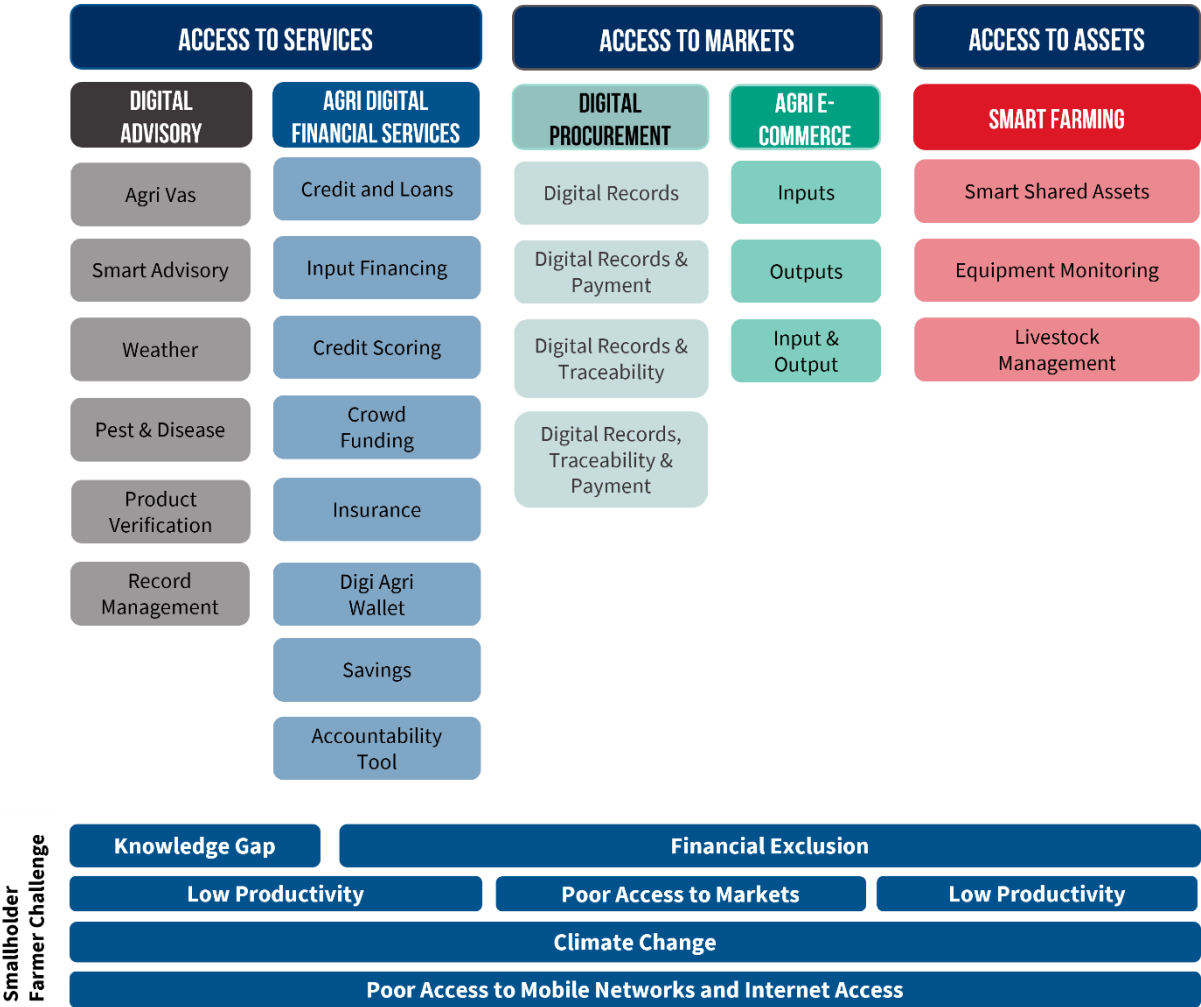 ACCESS TO SERVICES
ACCESS TO MARKETS
ACCESS TO ASSETS
DIGITAL
ADVISORY
AGRI DIGITAL
FINANCIAL SERVICES
DIGITAL
PROCUREMENT
AGRI E-
COMMERCE
SMART FARMING
Agri Vas
Smart Advisory
Weather
Pest & Disease
Product
Verification
Record
Management
Credit and Loans
Input Financing
Credit Scoring
Crowd
Funding
Insurance
Digi Agri
Wallet
Savings
Accountability
Tool
Digital Records
Digital Records &
Payment
Digital Records &
Traceability
Digital Records,
Traceability &
Payment
Inputs
Outputs
Input &
Output
Smart Shared Assets
Equipment Monitoring
Livestock
Management
Smallholder
Farmer Challenge
Knowledge Gap
Financial Exclusion
Low Productivity
Poor Access to Markets
Low Productivity
Climate Change
Poor Access to Mobile Networks and Internet Access